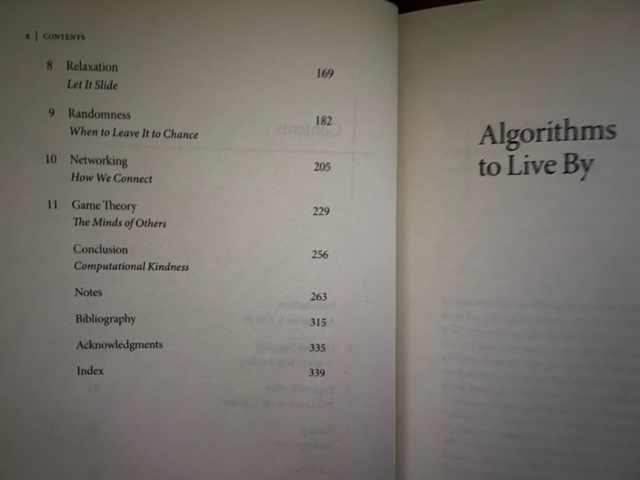 x | CONTENTS
8 Relaxation 169
Let It Slide
9 Randomness 182
When to Leave It to Chance
10 Networking 205
How We Connect
11 Game Theory 229
The Minds of Others
Conclusion 256
Computational Kindness
Notes 263
Bibliography 315
Acknowledgments 335
Index 339
Algorithms
to Live By